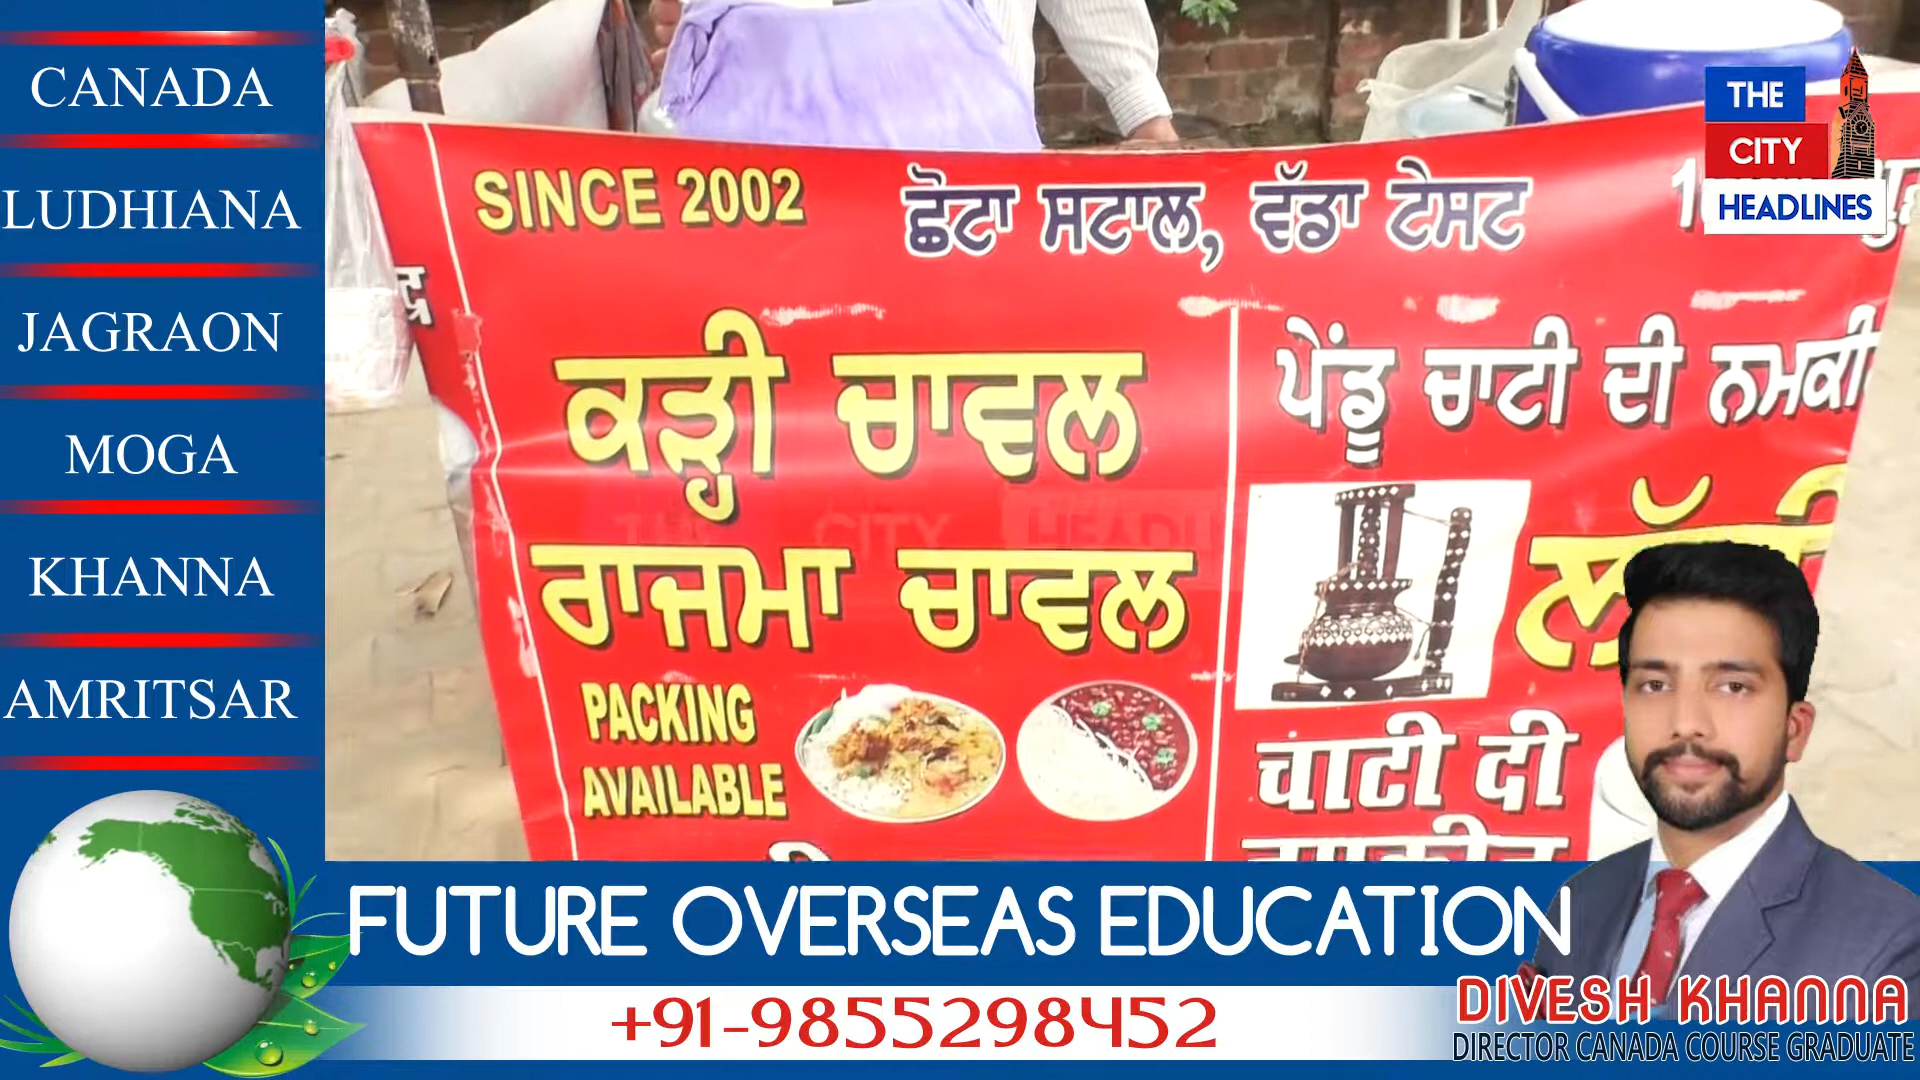 CANADA
LUDHIANA
JAGRAON
MOGA
KHANNA
AMRITSAR
THE
CITY
HEADLINES
SINCE 2002
ਛੋਟਾ ਸਟਾਲ, ਵੱਡਾ ਟੇਸਟ
ਕੜ੍ਹੀ ਚਾਵਲ
ਰਾਜਮਾ ਚਾਵਲ
PACKING
AVAILABLE
ਪੇਂਡੂ ਚਾਟੀ ਦੀ
ਚਾਟੀ ਦੀ
FUTURE OVERSEAS EDUCATION
+91-9855298452
DIVESH KHANNA
DIRECTOR CANADA COURSE GRADUATE